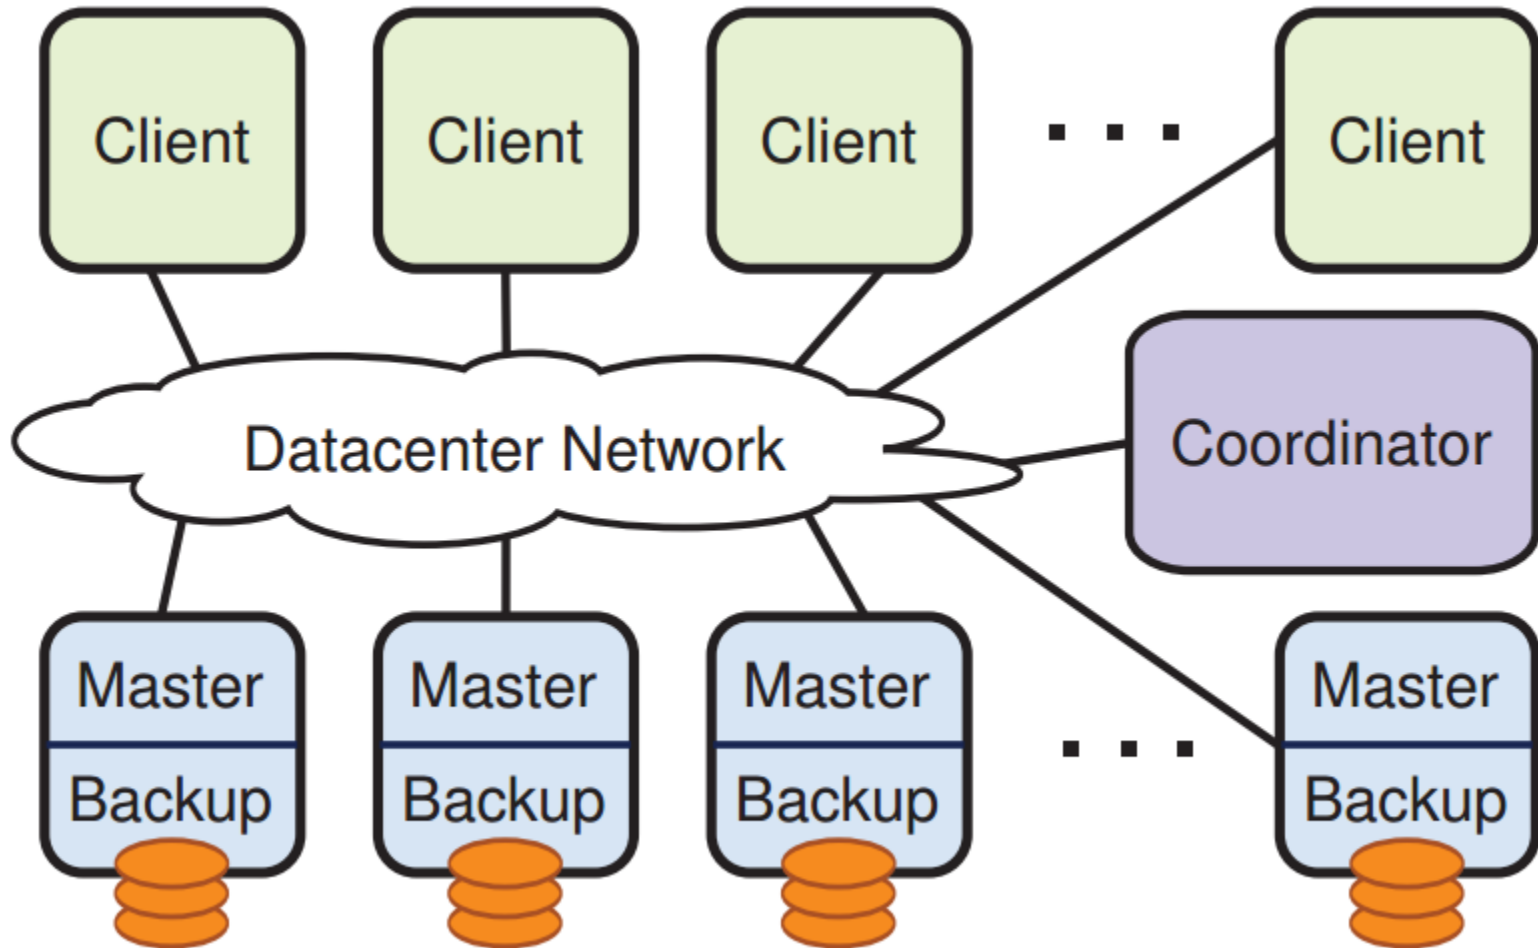 Client
Client
Client
. . .
Client
Datacenter Network
Coordinator
Master
Master
Master
Master
Backup
Backup
Backup
. . .
Backup